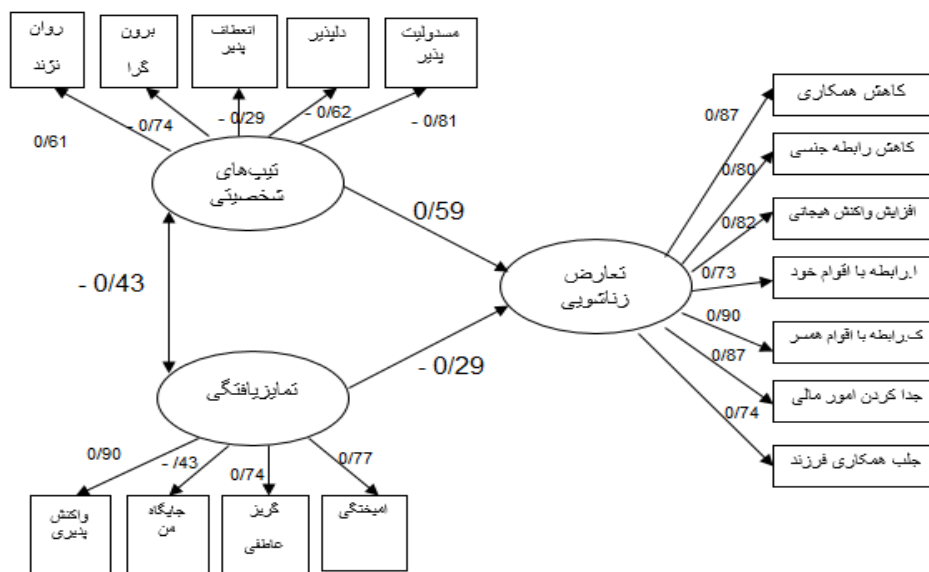 روان
نژند
برون
گرا
انعطاف
پذیر
دلپذیر
مسدولیت
پذیر
0/61
- 0/74
- 0/29
- 0/62
- 0/81
تیپ‌های
شخصیتی
0/59
- 0/43
تعارض
زناشویی
- 0/29
تمایزیافتگی
0/90
- /43
0/74
0/77
واکنش
پذیری
جایگاه
من
گریز
عاطفی
امیختگی
0/87
کاهش همکاری
0/80
کاهش رابطه جنسی
0/82
افزایش واکنش هیجانی
0/73
ا.رابطه با اقوام خود
0/90
ک.رابطه با اقوام همسر
0/87
جدا کردن امور مالی
0/74
جلب همکاری فرزند